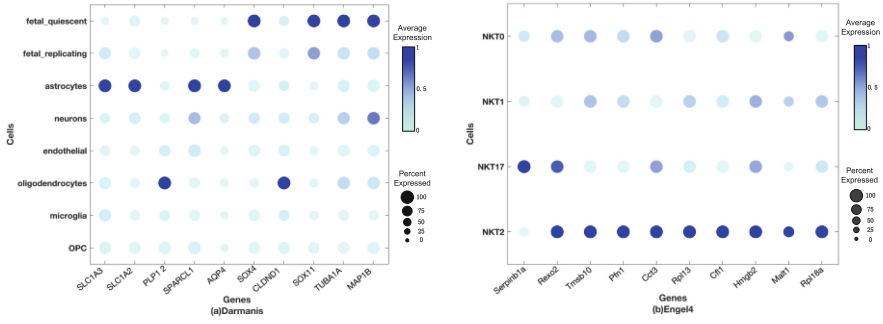 fetal_quiescent
fetal_replicating
astrocytes
neurons
endothelial
oligodendrocytes
microglia
OPC
Cells
SLC1A3 SLC1A2 PLP1 2 SPARCL1 AQP4 SOX4 CLDND1 SOX11 TUBA1A MAP1B
Genes
(a)Darmanis
Average
Expression
1
0. 5
0
Percent
Expressed
100
75
50
25
0
NKT0
NKT1
NKT17
NKT2
Cells
Serpinb1a Rexo2 Tmsb10 Pfn1 Cct3 Rpl13 Cfl1 Hmgb2 Malt1 Rpl18a
Genes
(b)Engel4
Average
Expression
1
0. 5
0
Percent
Expressed
100
75
50
25
0